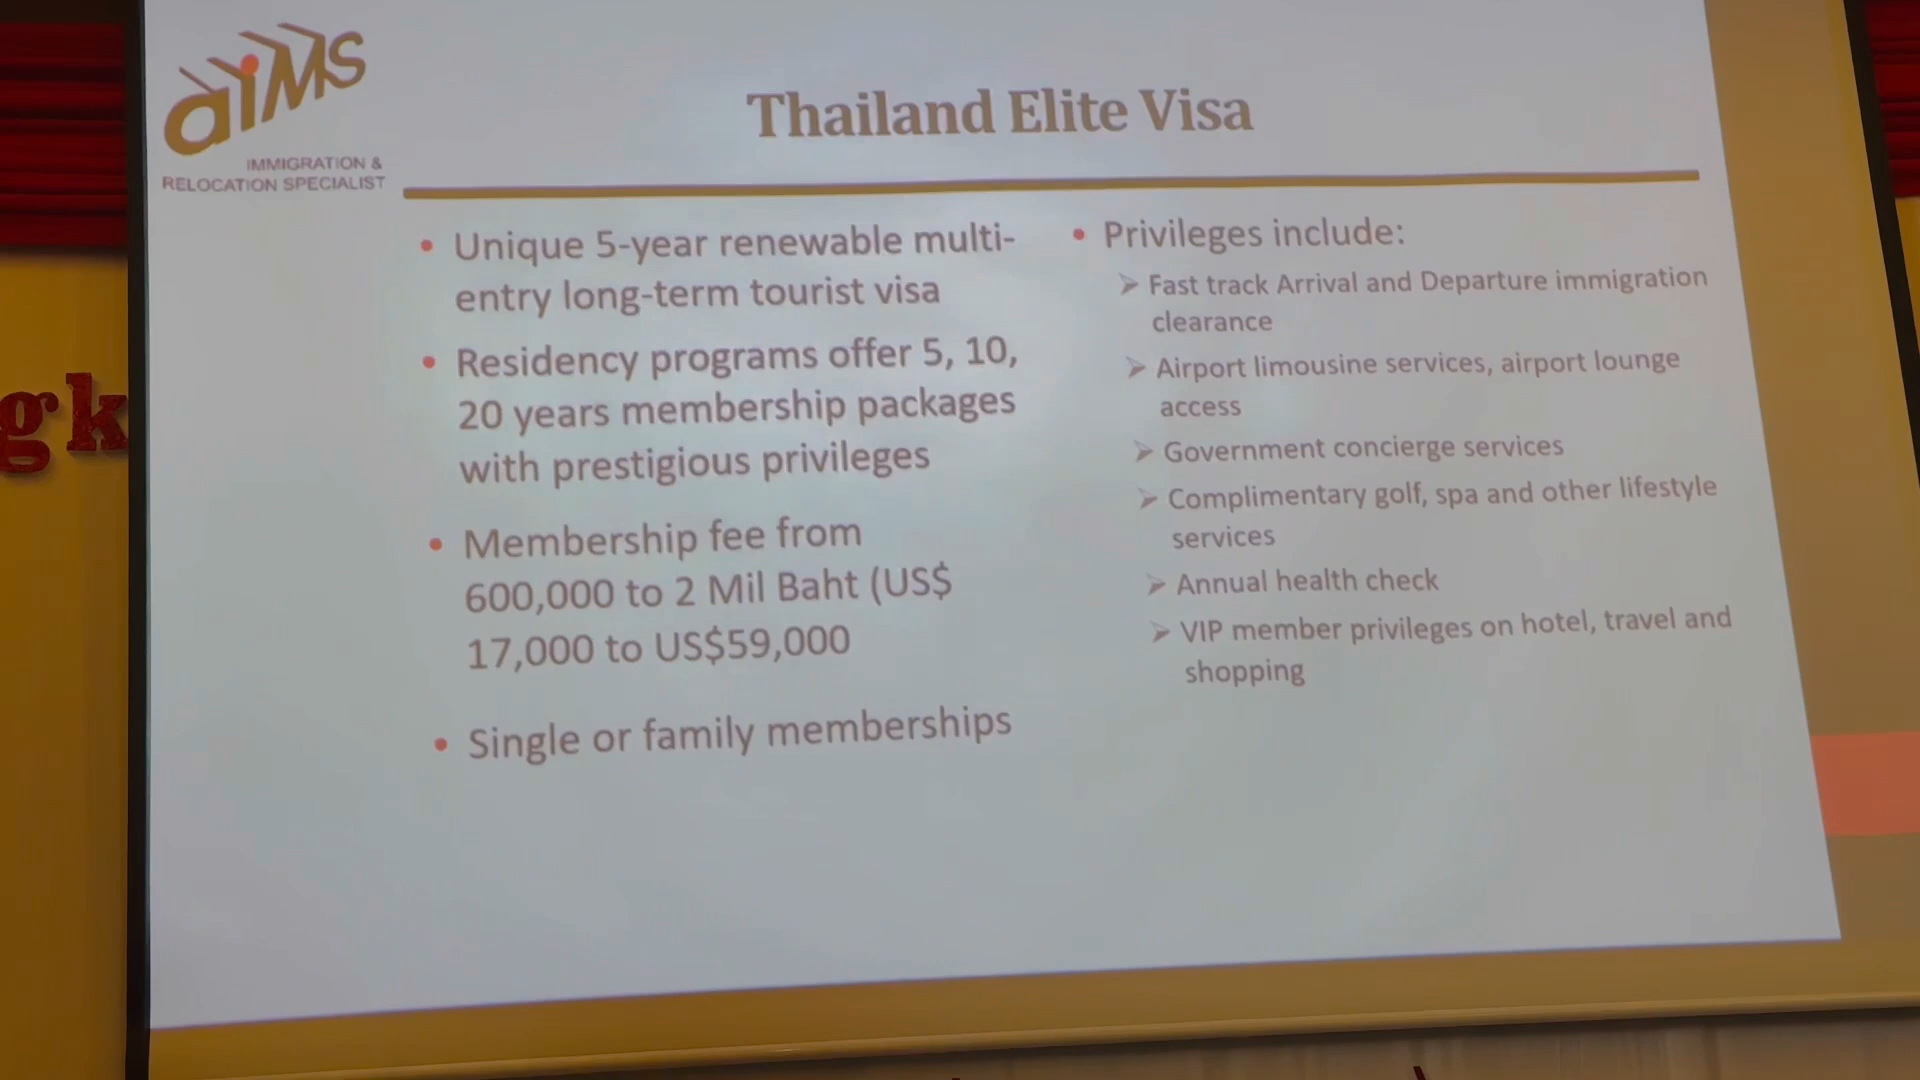 aiMS
IMMIGRATION &
RELOCATION SPECIALIST
Thailand Elite Visa
• Unique 5-year renewable multi-
entry long-term tourist visa
• Residency programs offer 5, 10,
20 years membership packages
with prestigious privileges
• Membership fee from
600,000 to 2 Mil Baht (US$
17,000 to US$59,000
• Single or family memberships
• Privileges include:
➢ Fast track Arrival and Departure immigration
clearance
➢ Airport limousine services, airport lounge
access
➢ Government concierge services
➢ Complimentary golf, spa and other lifestyle
services
➢ Annual health check
➢ VIP member privileges on hotel, travel and
shopping
gk